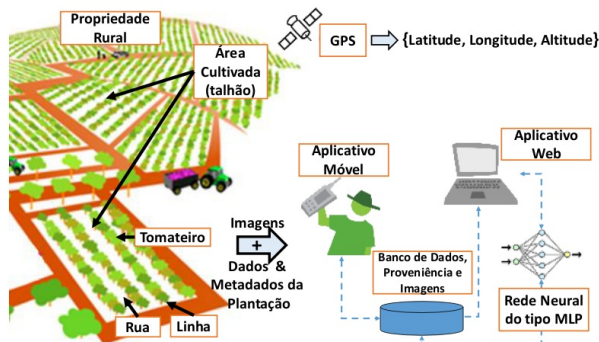 Propriedade
Rural
Área
Cultivada
(talhão)
GPS
{Latitude, Longitude, Altitude}
Aplicativo
Móvel
Aplicativo
Web
Tomateiro
Imagens
+
Dados &
Metadados da
Plantação
Banco de Dados,
Proveniência e
Imagens
Rede Neural
do tipo MLP
Rua
Linha